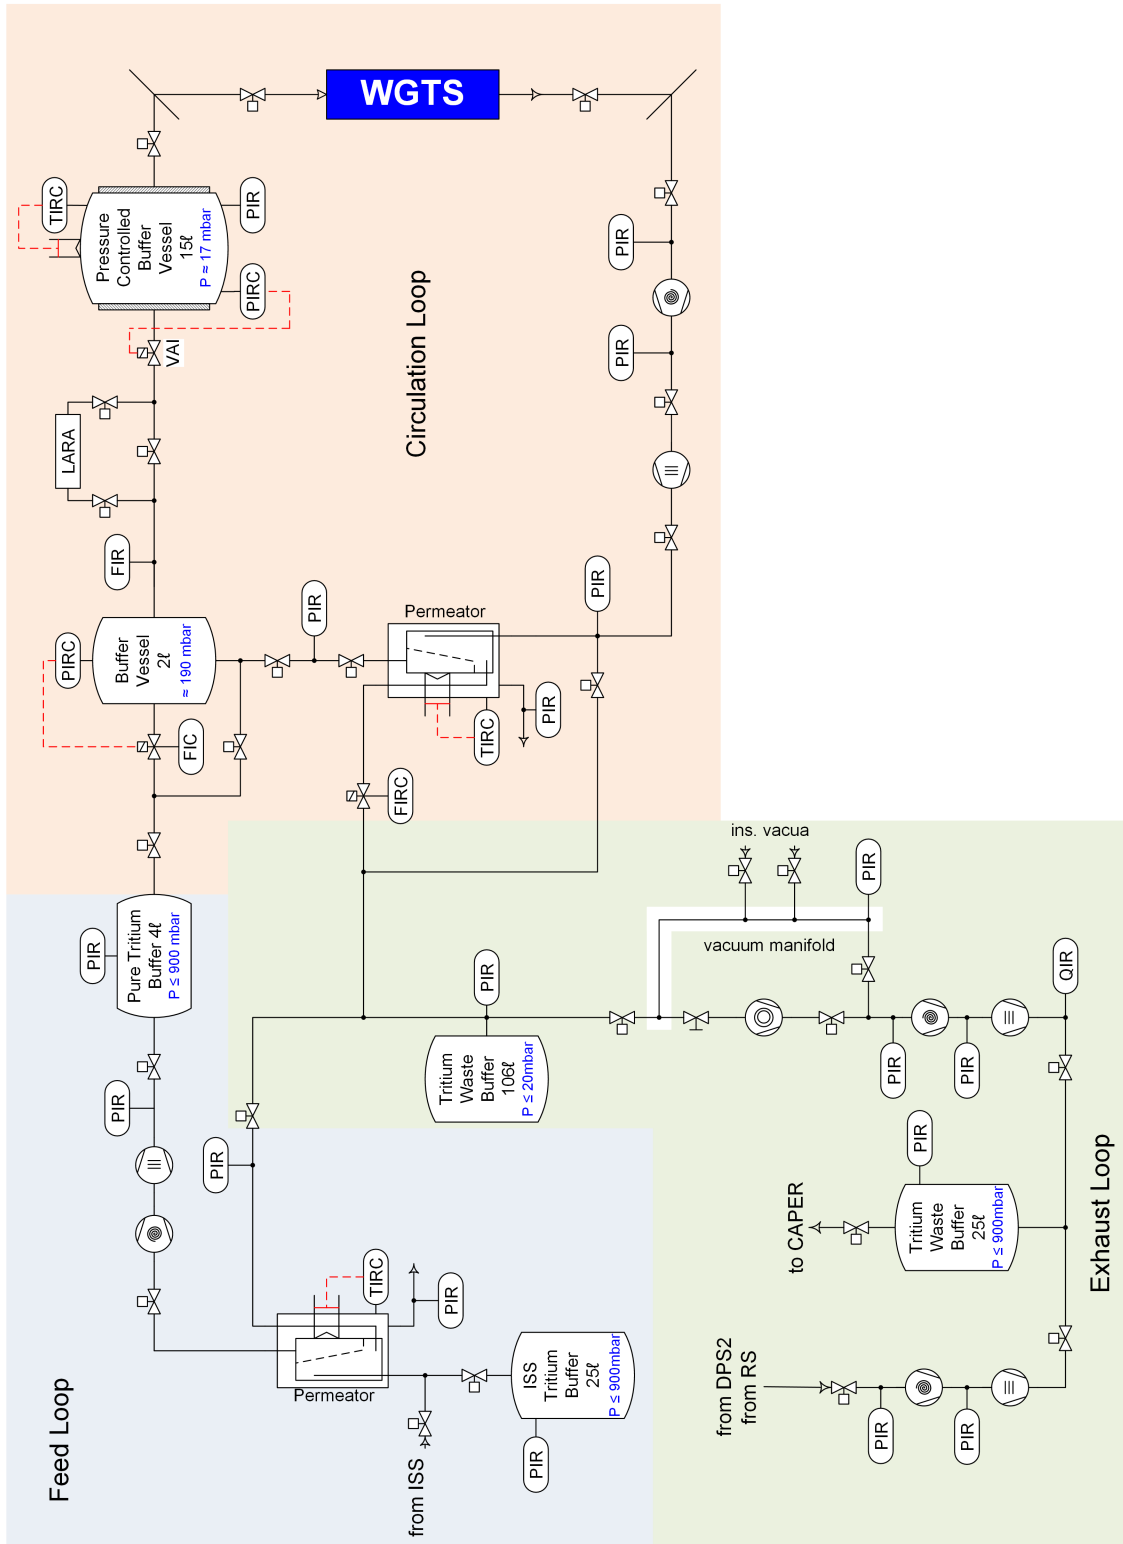 WGTS
TIRC
PIR
Pressure
Controlled
Buffer
Vessel
15ℓ
P ≈ 17 mbar
PIRC
VAI
PIR
PIR
Circulation Loop
LARA
FIR
PIRC
Buffer
Vessel
2ℓ
≈ 190 mbar
FIC
PIR
Permeator
PIR
TIRC
PIR
FIRC
PIR
Pure Tritium
Buffer 4ℓ
P ≤ 900 mbar
PIR
PIR
Permeator
TIRC
PIR
ISS
Tritium
Buffer
25ℓ
P ≤ 900mbar
PIR
from ISS
Feed Loop
ins. vacua
PIR
vacuum manifold
PIR
Tritium
Waste
Buffer
106ℓ
P ≤ 20mbar
PIR
PIR
QIR
PIR
Tritium
Waste
Buffer
25ℓ
P ≤ 900mbar
to CAPER
from DPS2
from RS
PIR
PIR
Exhaust Loop